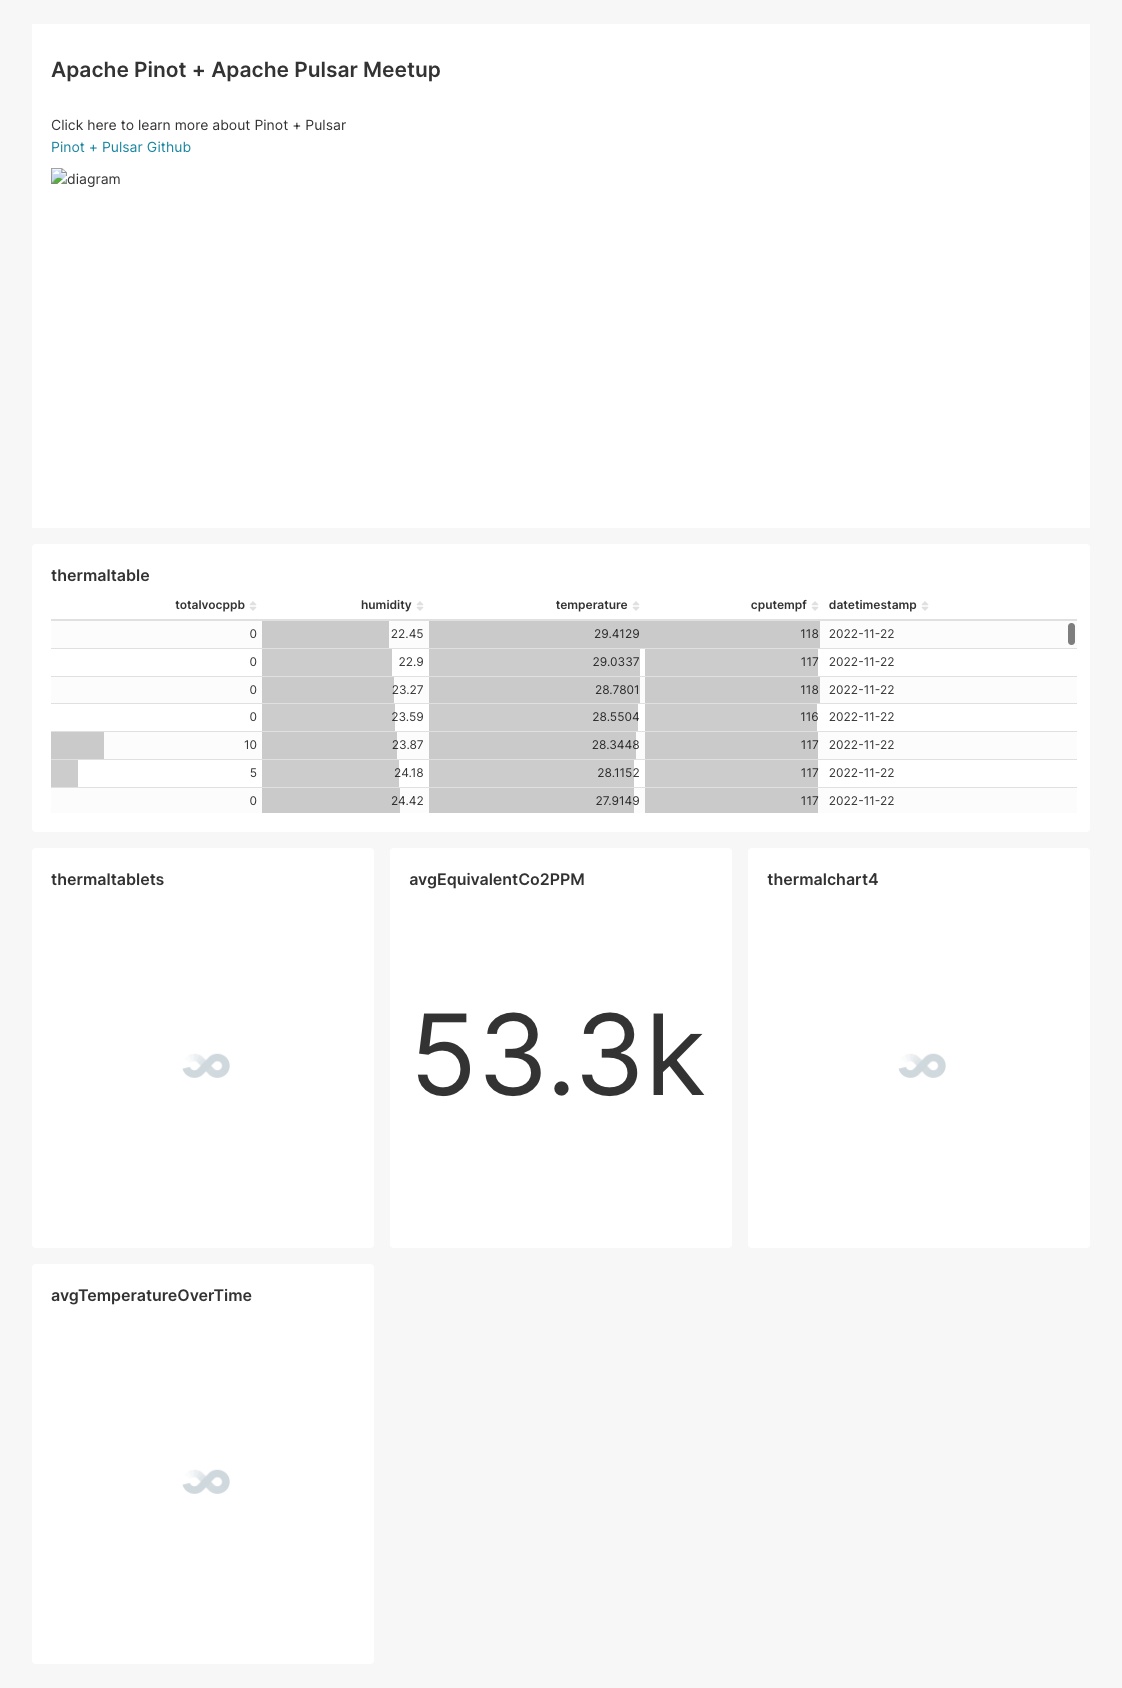 Apache Pinot + Apache Pulsar Meetup
Click here to learn more about Pinot + Pulsar
Pinot + Pulsar Github
diagram
thermaltable
totalvocppb humidity temperature cputempf datetimestamp
0 22.45 29.4129 118 2022-11-22
0 22.9 29.0337 117 2022-11-22
0 23.27 28.7801 118 2022-11-22
0 23.59 28.5504 116 2022-11-22
10 23.87 28.3448 117 2022-11-22
5 24.18 28.1152 117 2022-11-22
0 24.42 27.9149 117 2022-11-22
thermaltablets
avgEquivalentCo2PPM
thermalchart4
53.3k
avgTemperatureOverTime